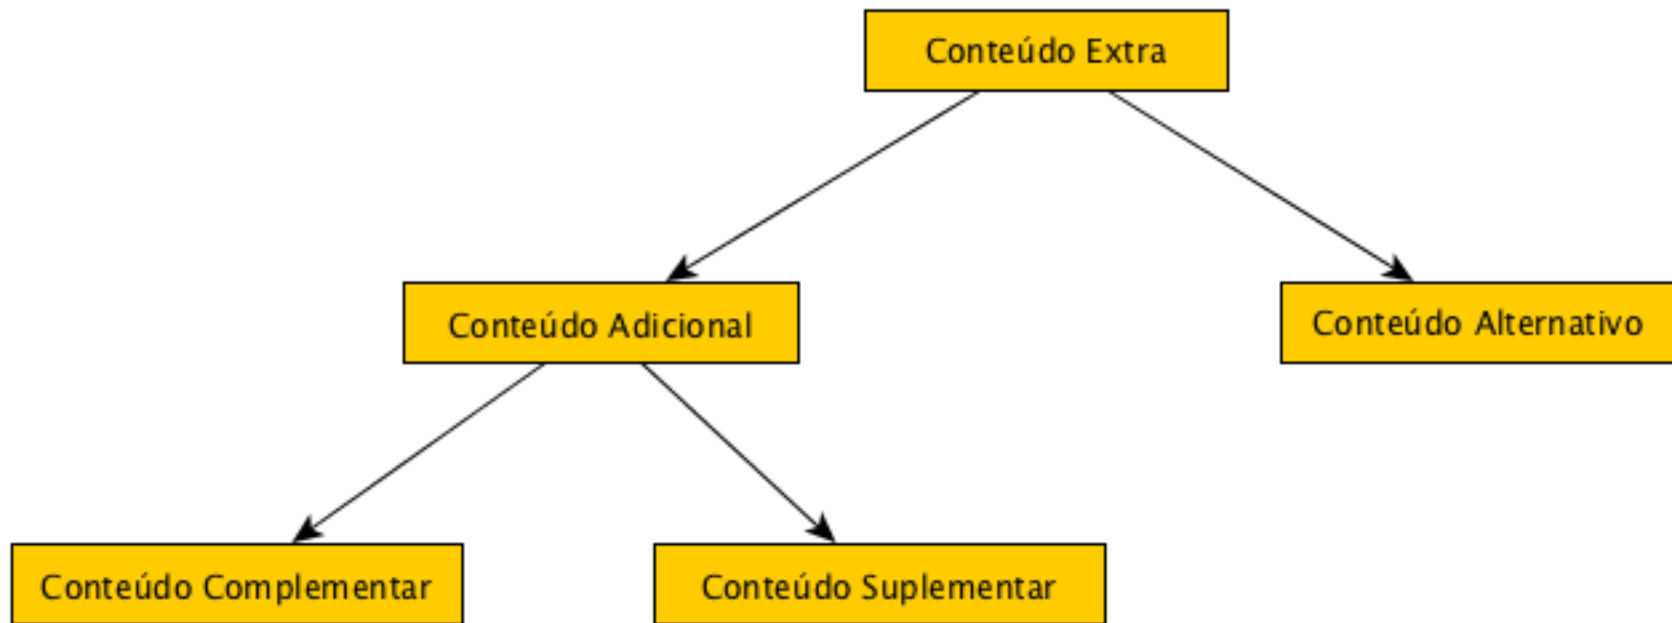 Conteúdo Extra
Conteúdo Adicional
Conteúdo Alternativo
Conteúdo Complementar
Conteúdo Suplementar